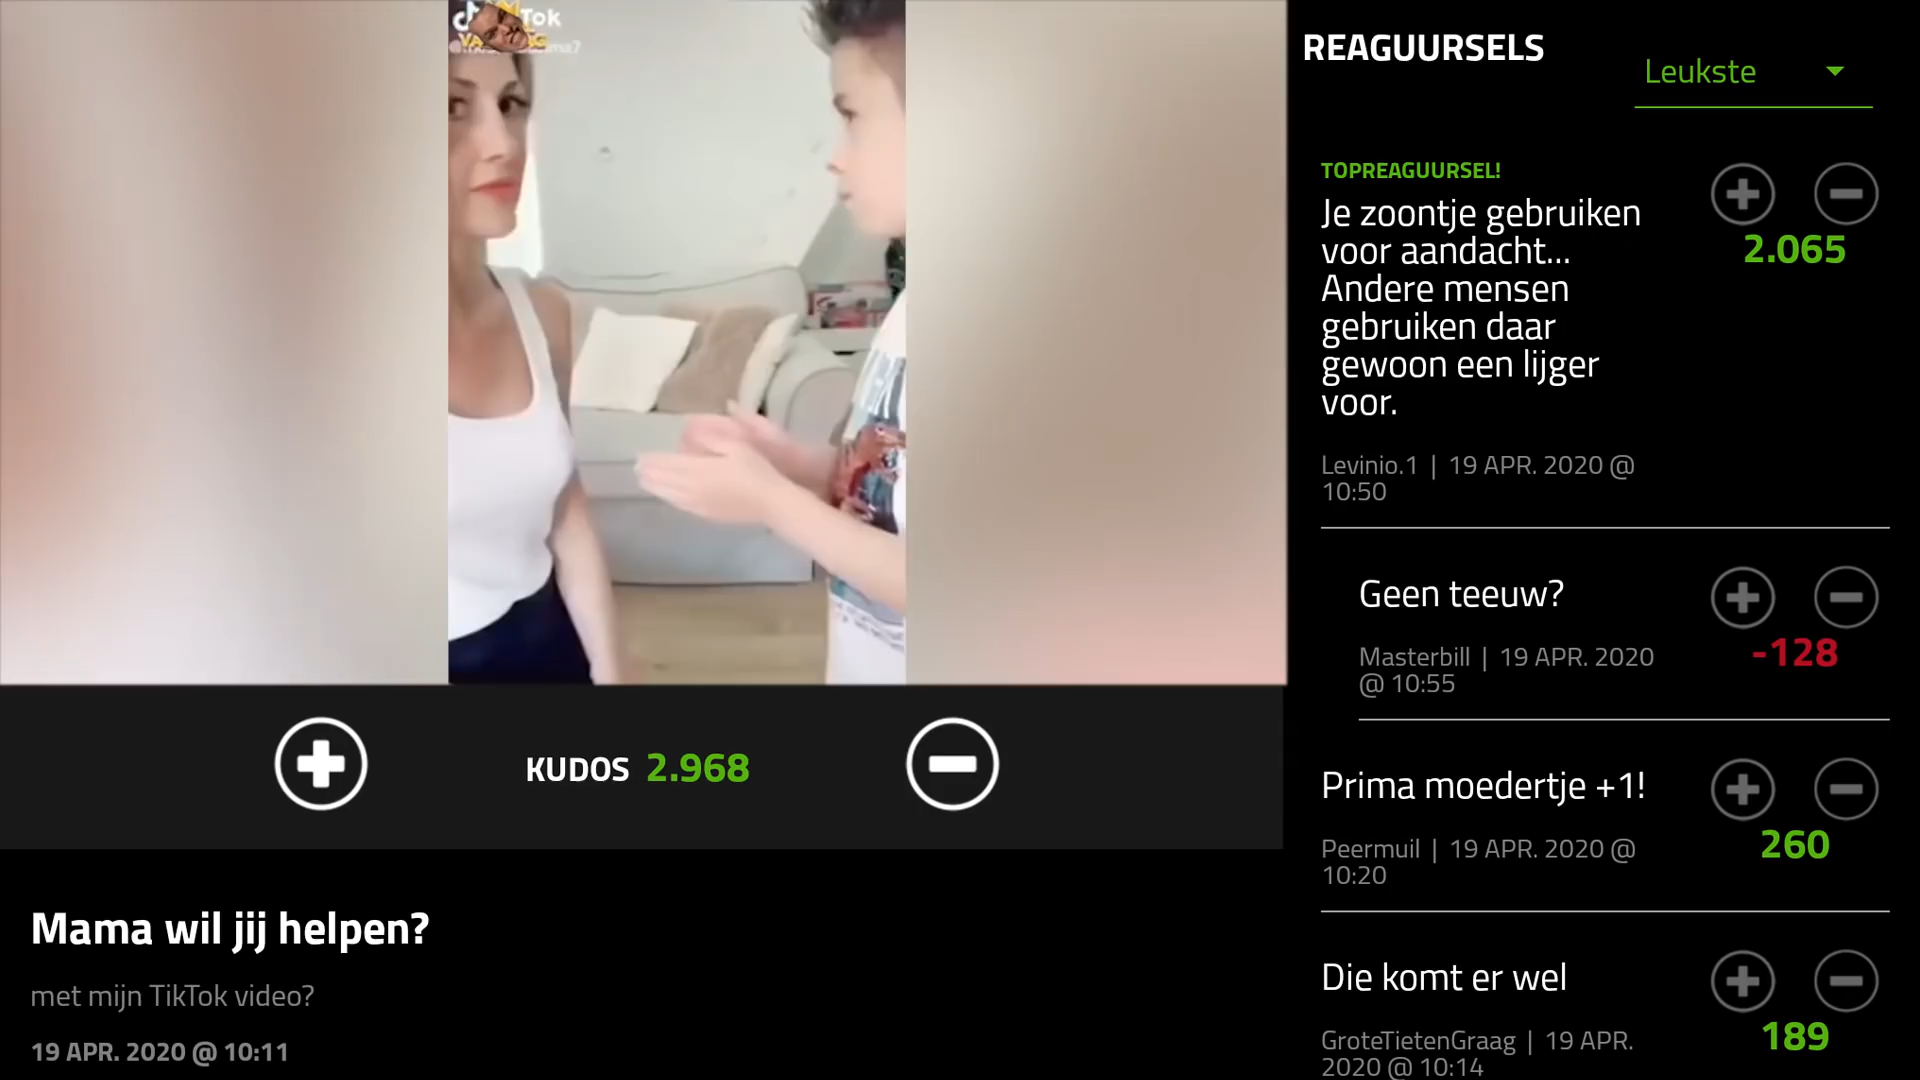 Tok
REAGUURSELS
Leukste
TOPREAGUURSEL!
Je zoontje gebruiken
voor aandacht...
Andere mensen
gebruiken daar
gewoon een lijger
voor.
2.065
Levinio.1 | 19 APR. 2020 @
10:50
Geen teeuw?
-128
Masterbill | 19 APR. 2020
@ 10:55
Prima moedertje +1!
260
Peermuil | 19 APR. 2020 @
10:20
Die komt er wel
189
GroteTietenGraag | 19 APR.
2020 @ 10:14
KUDOS 2.968
Mama wil jij helpen?
met mijn TikTok video?
19 APR. 2020 @ 10:11